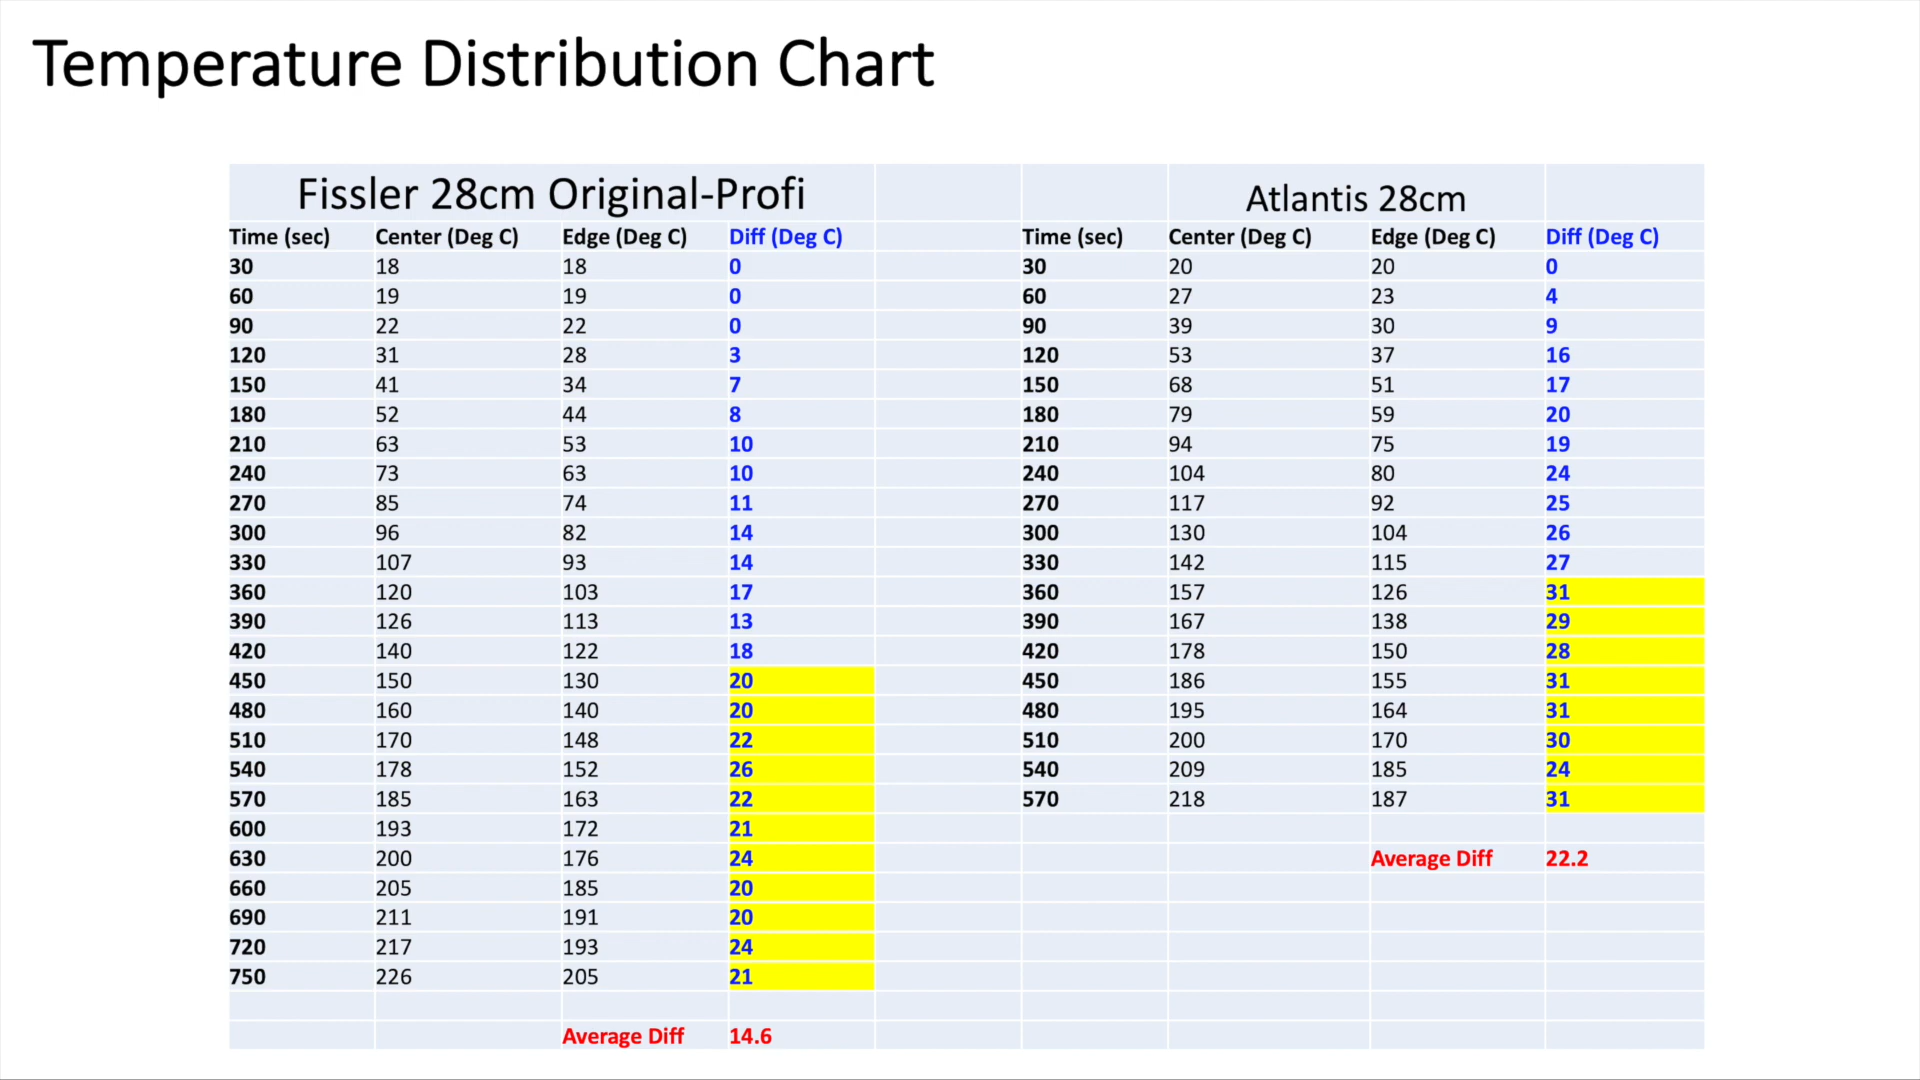 Temperature Distribution Chart
Fissler 28cm Original-Profi Atlantis 28cm
Time (sec) Center (Deg C) Edge (Deg C) Diff (Deg C) Time (sec) Center (Deg C) Edge (Deg C) Diff (Deg C)
30 18 18 0 30 20 20 0
60 19 19 0 60 27 23 4
90 22 22 0 90 39 30 9
120 31 28 3 120 53 37 16
150 41 34 7 150 68 51 17
180 52 44 8 180 79 59 20
210 63 53 10 210 94 75 19
240 73 63 10 240 104 80 24
270 85 74 11 270 117 92 25
300 96 82 14 300 130 104 26
330 107 93 14 330 142 115 27
360 120 103 17 360 157 126 31
390 126 113 13 390 167 138 29
420 140 122 18 420 178 150 28
450 150 130 20 450 186 155 31
480 160 140 20 480 195 164 31
510 170 148 22 510 200 170 30
540 178 152 26 540 209 185 24
570 185 163 22 570 218 187 31
600 193 172 21
630 200 176 24 Average Diff 22.2
660 205 185 20
690 211 191 20
720 217 193 24
750 226 205 21
Average Diff 14.6